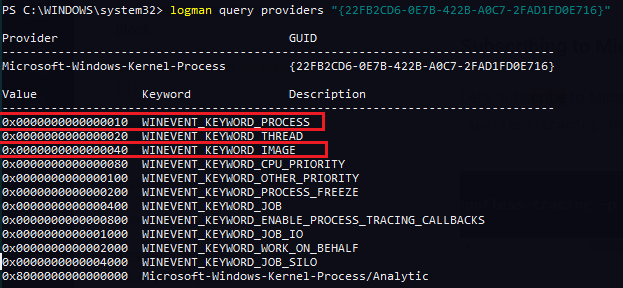 PS C:\WINDOWS\system32> logman query providers "{22FB2CD6-0E7B-422B-A0C7-2FAD1FD0E716}"
Provider GUID
-------------------------------------------------------------------------------
Microsoft-Windows-Kernel-Process {22FB2CD6-0E7B-422B-A0C7-2FAD1FD0E716}
Value Keyword Description
-------------------------------------------------------------------------------
0x0000000000000010 WINEVENT_KEYWORD_PROCESS
0x0000000000000020 WINEVENT_KEYWORD_THREAD
0x0000000000000040 WINEVENT_KEYWORD_IMAGE
0x0000000000000080 WINEVENT_KEYWORD_CPU_PRIORITY
0x0000000000000100 WINEVENT_KEYWORD_OTHER_PRIORITY
0x0000000000000200 WINEVENT_KEYWORD_PROCESS_FREEZE
0x0000000000000400 WINEVENT_KEYWORD_JOB
0x0000000000000800 WINEVENT_KEYWORD_ENABLE_PROCESS_TRACING_CALLBACKS
0x0000000000001000 WINEVENT_KEYWORD_JOB_IO
0x0000000000002000 WINEVENT_KEYWORD_WORK_ON_BEHALF
0x0000000000004000 WINEVENT_KEYWORD_JOB_SILO
0x8000000000000000 Microsoft-Windows-Kernel-Process/Analytic